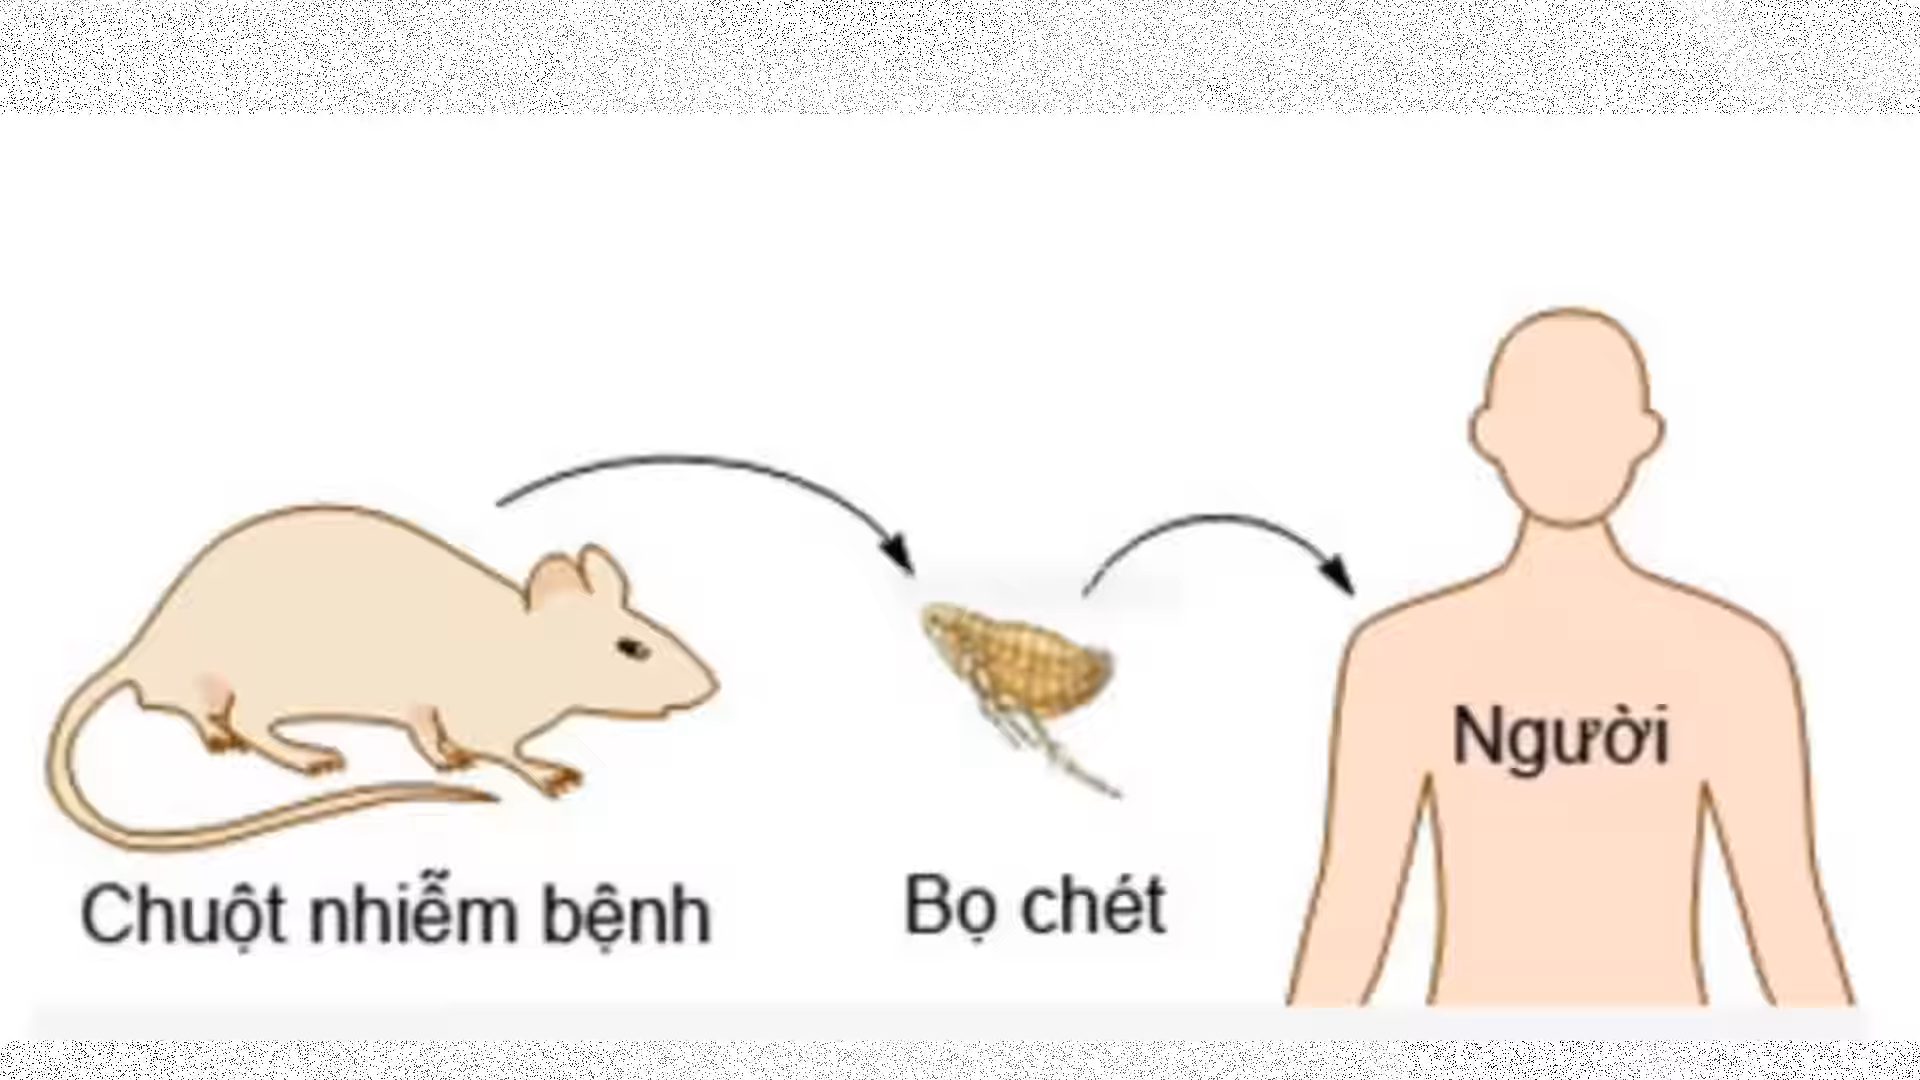 Người
Chuột nhiễm bệnh
Bọ chét